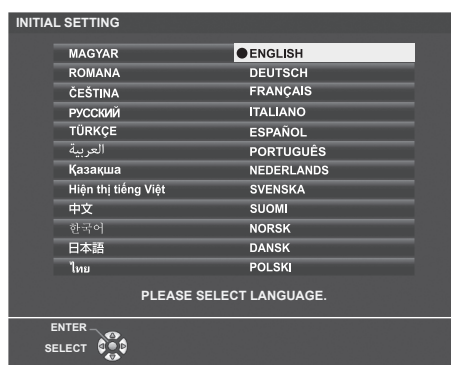 INITIAL SETTING
MAGYAR ENGLISH
ROMANA DEUTSCH
ČEŠTINA FRANÇAIS
РУССКИЙ ITALIANO
TÜRKÇE ESPAÑOL
العربية PORTUGUÊS
Қазақша NEDERLANDS
Hiện thị tiếng Việt SVENSKA
中文 SUOMI
한국어 NORSK
日本語 DANSK
ไทย POLSKI
PLEASE SELECT LANGUAGE.
ENTER
SELECT